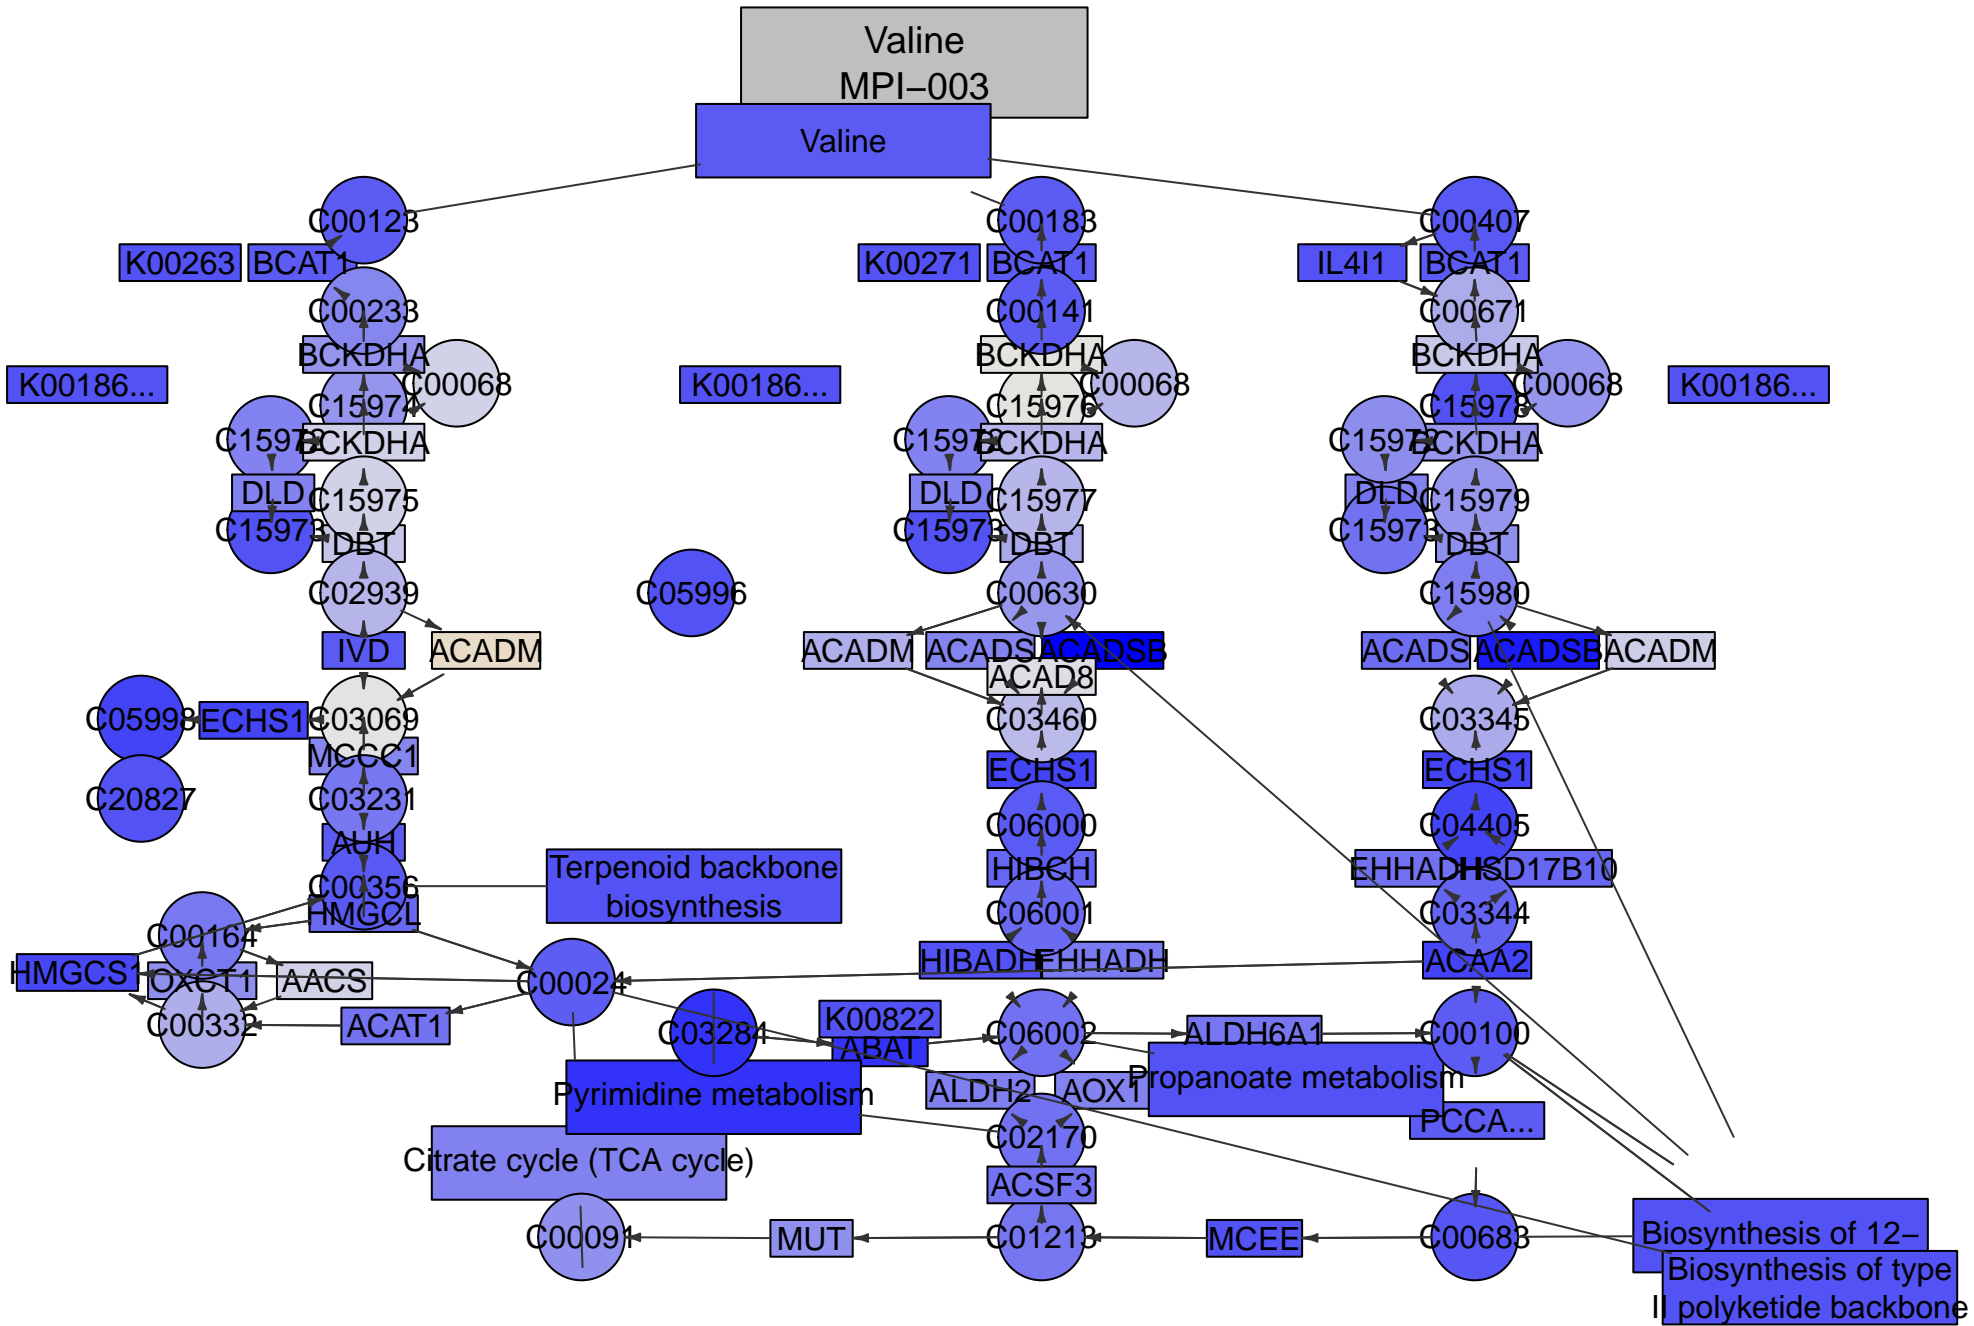 Valine
MPI−003
Valine
C00123
C00183
C00407
K00263
BCAT1
K00271
BCAT1
IL4I1
BCAT1
C00233
C00141
C00671
BCKDHA
BCKDHA
BCKDHA
K00186...
C15974
C00068
K00186...
C15976
C00068
C15978
C00068
K00186...
C15972
BCKDHA
C15972
BCKDHA
C15972
BCKDHA
DLD
C15975
DLD
C15977
DLD
C15979
C15973
DBT
C15973
DBT
C15973
DBT
C02939
C05996
C00630
C15980
IVD
ACADM
ACADM
ACADS
ACADSB
ACADS
ACADSB
ACADM
ACAD8
C05998
ECHS1
C03069
C03460
C03345
MCCC1
ECHS1
ECHS1
C20827
C03231
C06000
C04405
AUH
Terpenoid backbone
biosynthesis
HIBCH
EHHADH
HSD17B10
C00356
HMGCL
C06001
C03344
C00164
HMGCS1
OXCT1
AACS
C00024
HIBADH
EHHADH
ACAA2
C00332
ACAT1
C03284
K00822
ABAT
C06002
ALDH6A1
C00100
Pyrimidine metabolism
ALDH2
AOX1
Propanoate metabolism
PCCA...
Citrate cycle (TCA cycle)
C02170
ACSF3
C00091
MUT
C01213
MCEE
C00683
Biosynthesis of 12−
Biosynthesis of type
II polyketide backbone